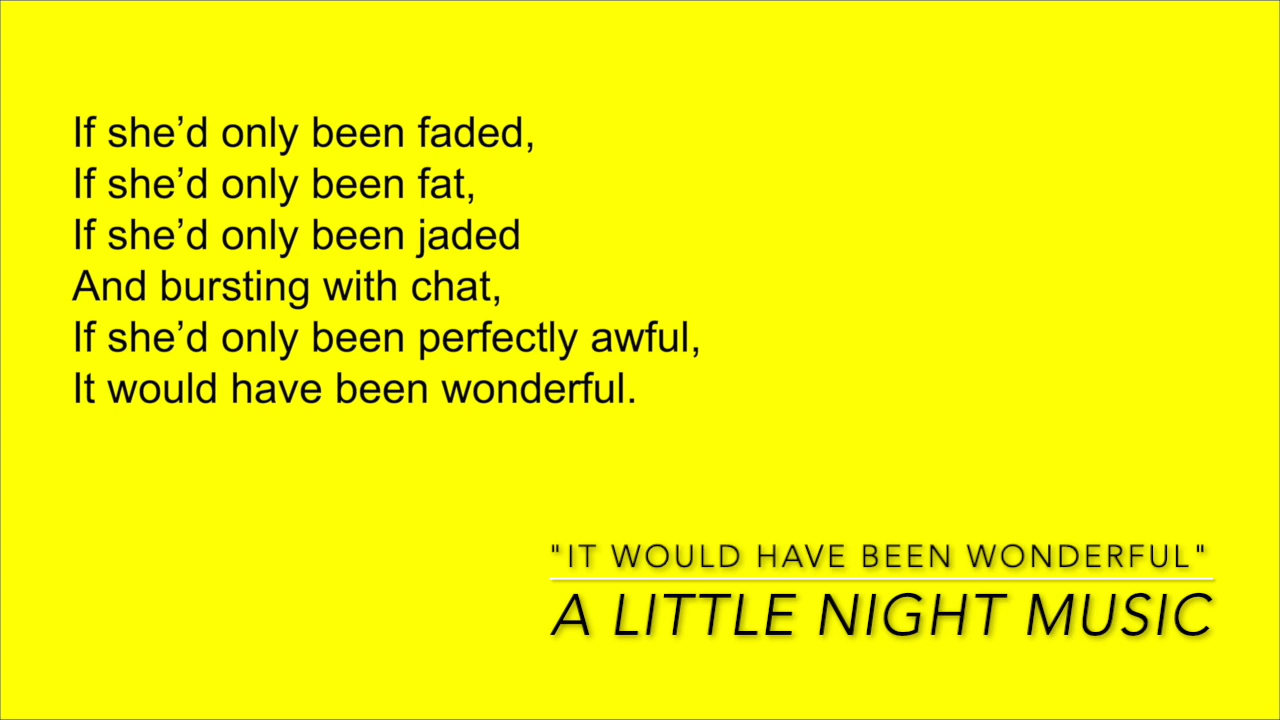 If she’d only been faded,
If she’d only been fat,
If she’d only been jaded
And bursting with chat,
If she’d only been perfectly awful,
It would have been wonderful.
"IT WOULD HAVE BEEN WONDERFUL"
A LITTLE NIGHT MUSIC